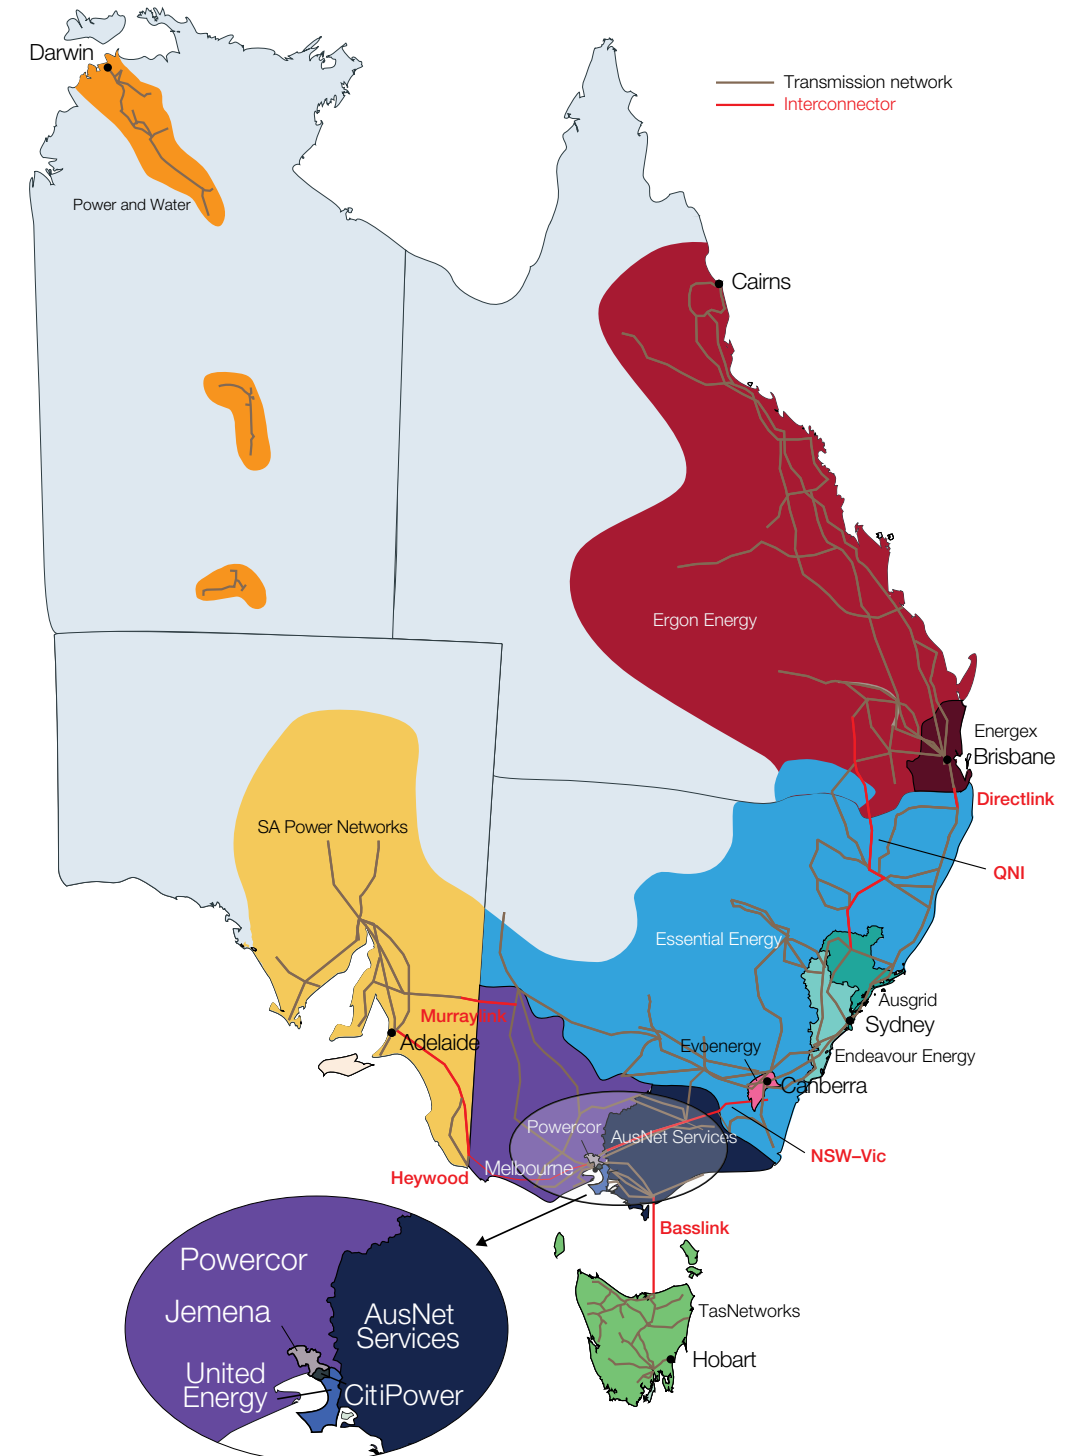 Darwin
Transmission network
Interconnector
Power and Water
Cairns
Ergon Energy
Energex
Brisbane
Directlink
SA Power Networks
QNI
Essential Energy
Ausgrid
Murraylink
Sydney
Adelaide
Evoenergy
Endeavour Energy
Canberra
Powercor
AusNet Services
NSW–Vic
Melbourne
Heywood
Basslink
Powercor
Jemena
AusNet
Services
TasNetworks
Hobart
United
Energy
CitiPower